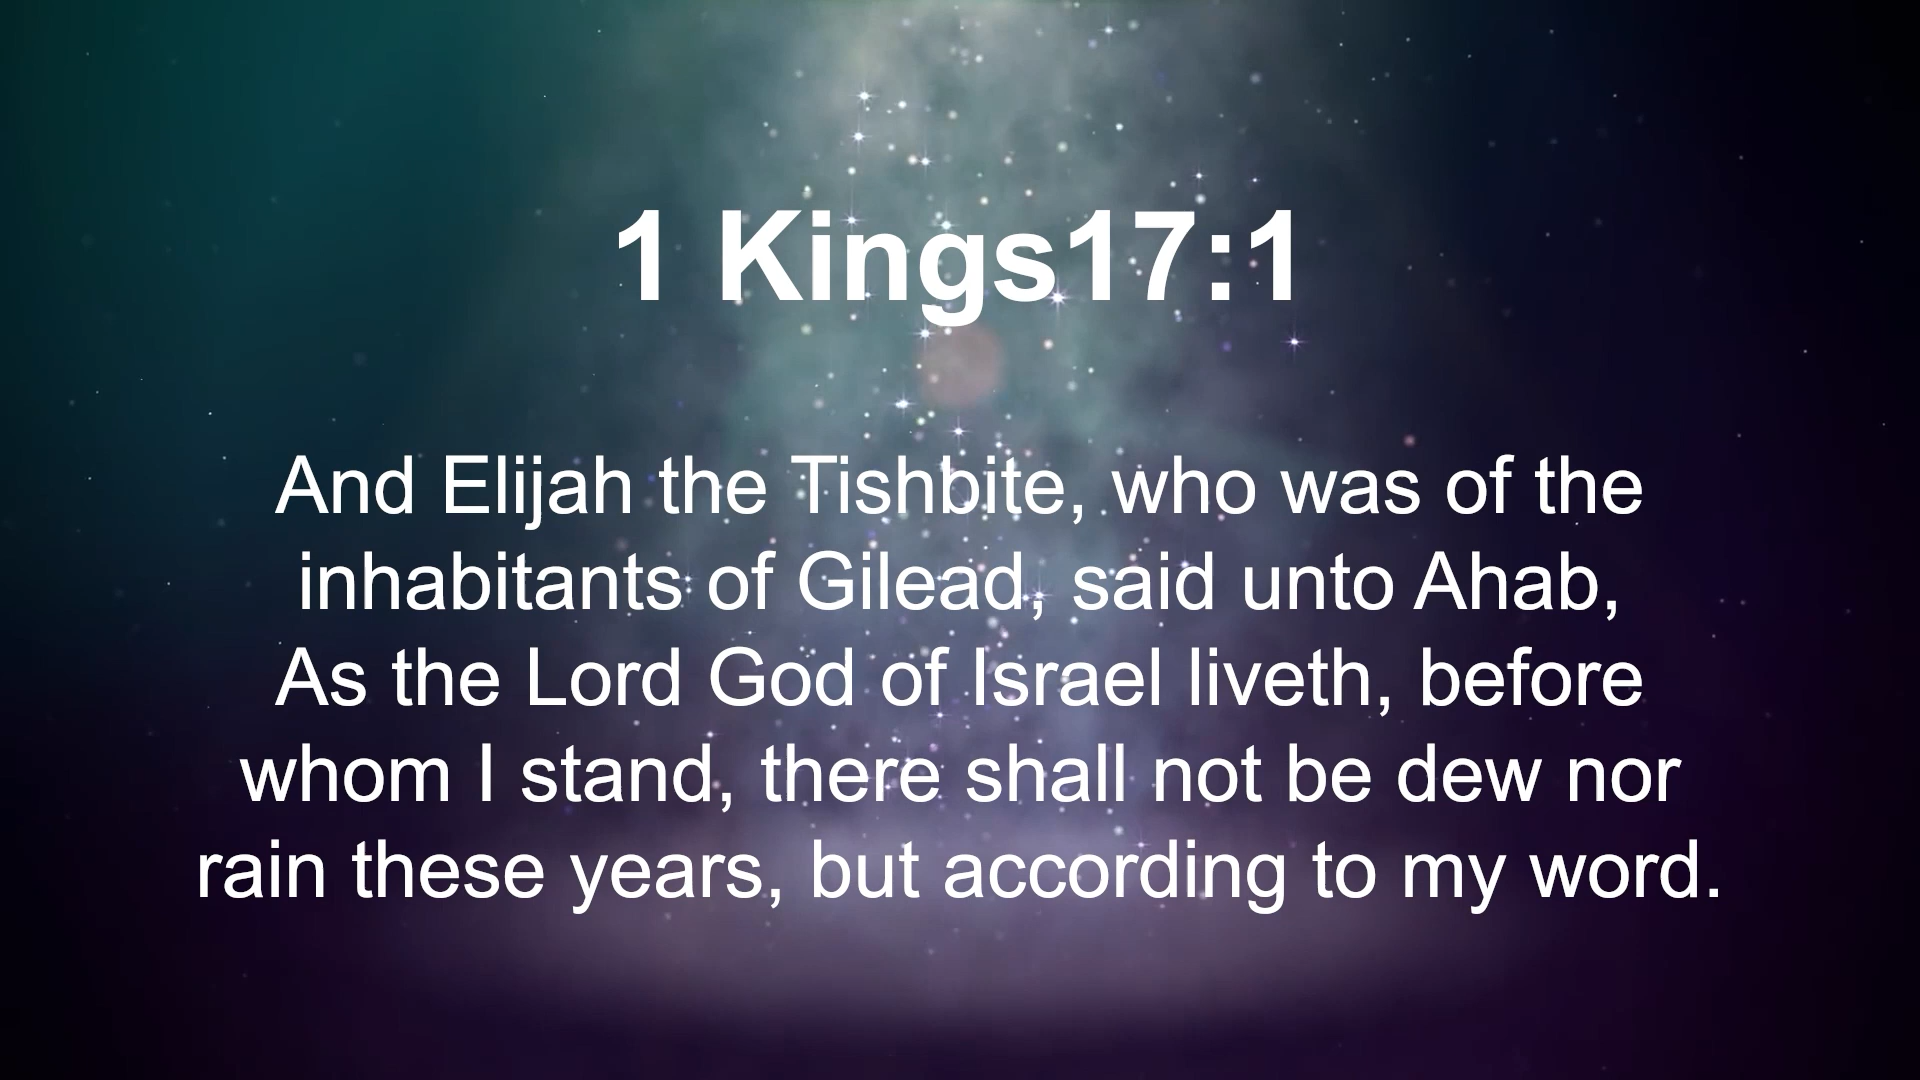 1 Kings17:1
And Elijah the Tishbite, who was of the
inhabitants of Gilead, said unto Ahab,
As the Lord God of Israel liveth, before
whom I stand, there shall not be dew nor
rain these years, but according to my word.